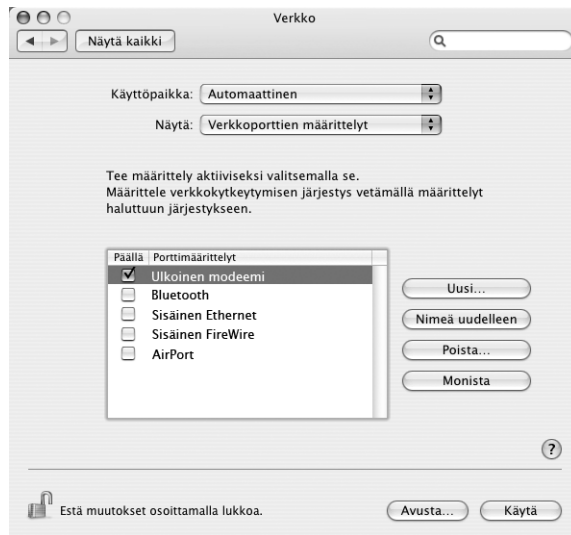 Verkko
Näytä kaikki
Käyttöpaikka: Automaattinen
Näytä: Verkkoporttien määrittelyt
Tee määrittely aktiiviseksi valitsemalla se.
Määrittele verkkokytkeytymisen järjestys vetämällä määrittelyt
haluttuun järjestykseen.
Päällä Porttimäärittelyt
Ulkoinen modeemi
Bluetooth
Sisäinen Ethernet
Sisäinen FireWire
AirPort
Uusi...
Nimeä uudelleen
Poista...
Monista
?
Estä muutokset osoittamalla lukkoa.
Avusta... Käytä